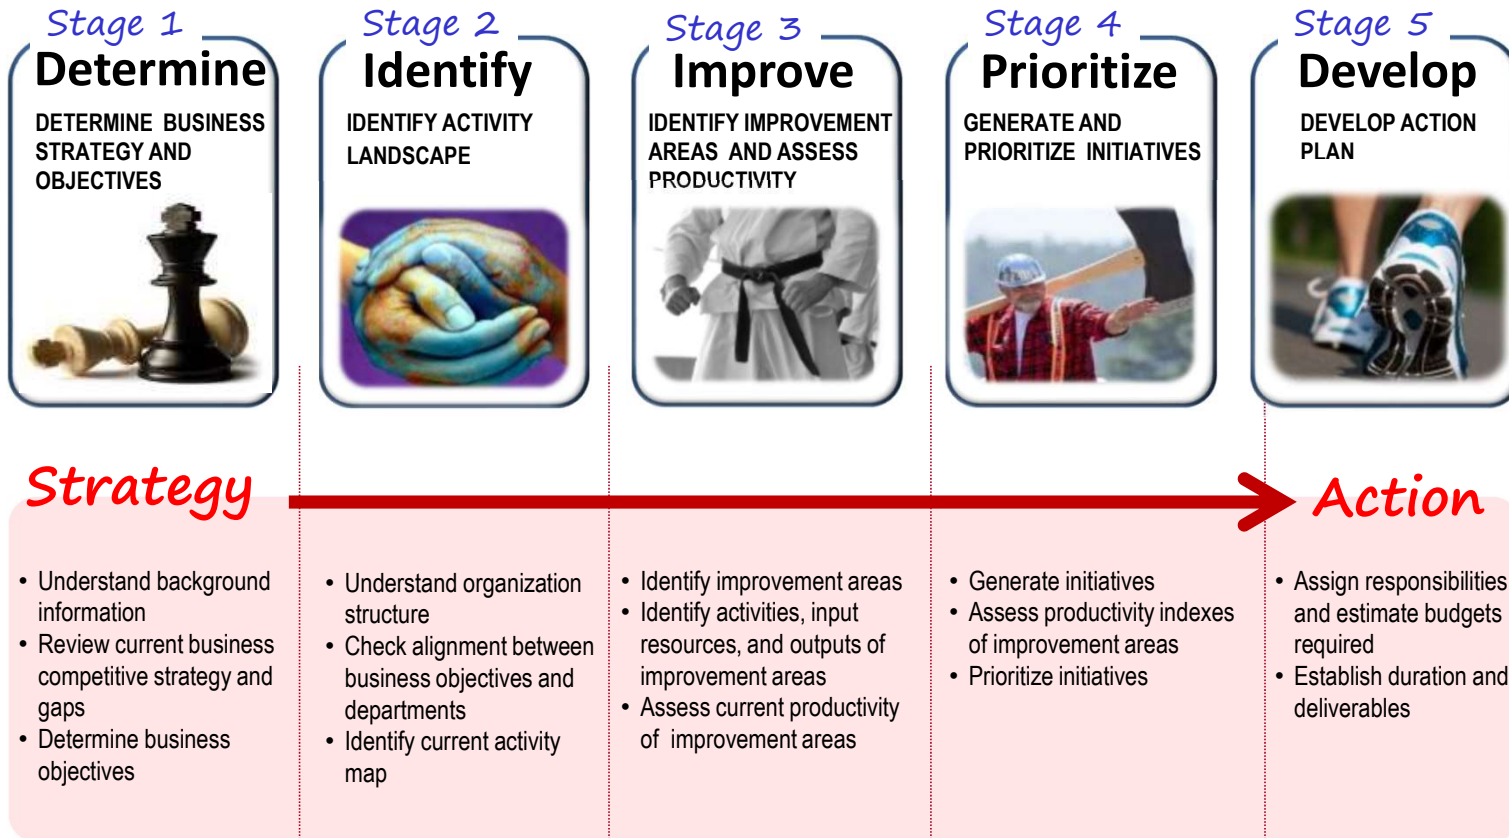 Stage 1
Determine
DETERMINE BUSINESS
STRATEGY AND
OBJECTIVES
Stage 2
Identify
IDENTIFY ACTIVITY
LANDSCAPE
Stage 3
Improve
IDENTIFY IMPROVEMENT
AREAS AND ASSESS
PRODUCTIVITY
Stage 4
Prioritize
GENERATE AND
PRIORITIZE INITIATIVES
Stage 5
Develop
DEVELOP ACTION
PLAN
Strategy
Action
• Understand background
information
• Review current business
competitive strategy and
gaps
• Determine business
objectives
• Understand organization
structure
• Check alignment between
business objectives and
departments
• Identify current activity
map
• Identify improvement areas
• Identify activities, input
resources, and outputs of
improvement areas
• Assess current productivity
of improvement areas
• Generate initiatives
• Assess productivity indexes
of improvement areas
• Prioritize initiatives
• Assign responsibilities
and estimate budgets
required
• Establish duration and
deliverables